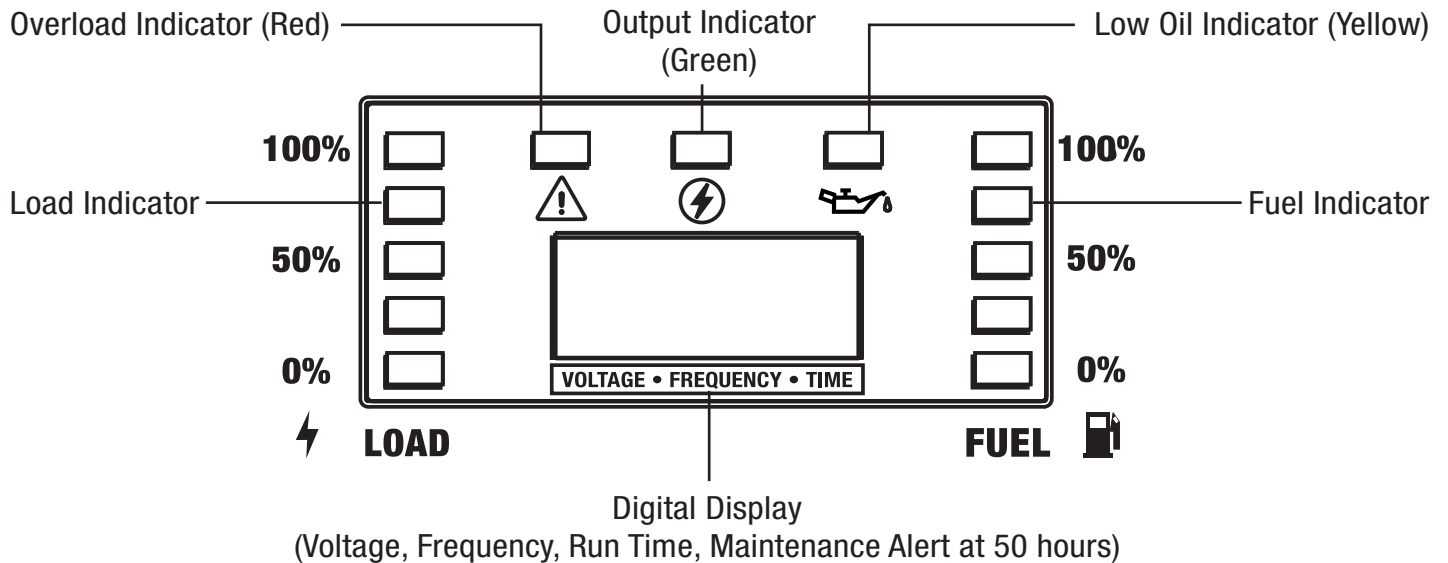 Overload Indicator (Red)
Output Indicator
(Green)
Low Oil Indicator (Yellow)
100%
100%
Load Indicator
Fuel Indicator
50%
50%
0%
0%
VOLTAGE • FREQUENCY • TIME
LOAD
FUEL
Digital Display
(Voltage, Frequency, Run Time, Maintenance Alert at 50 hours)